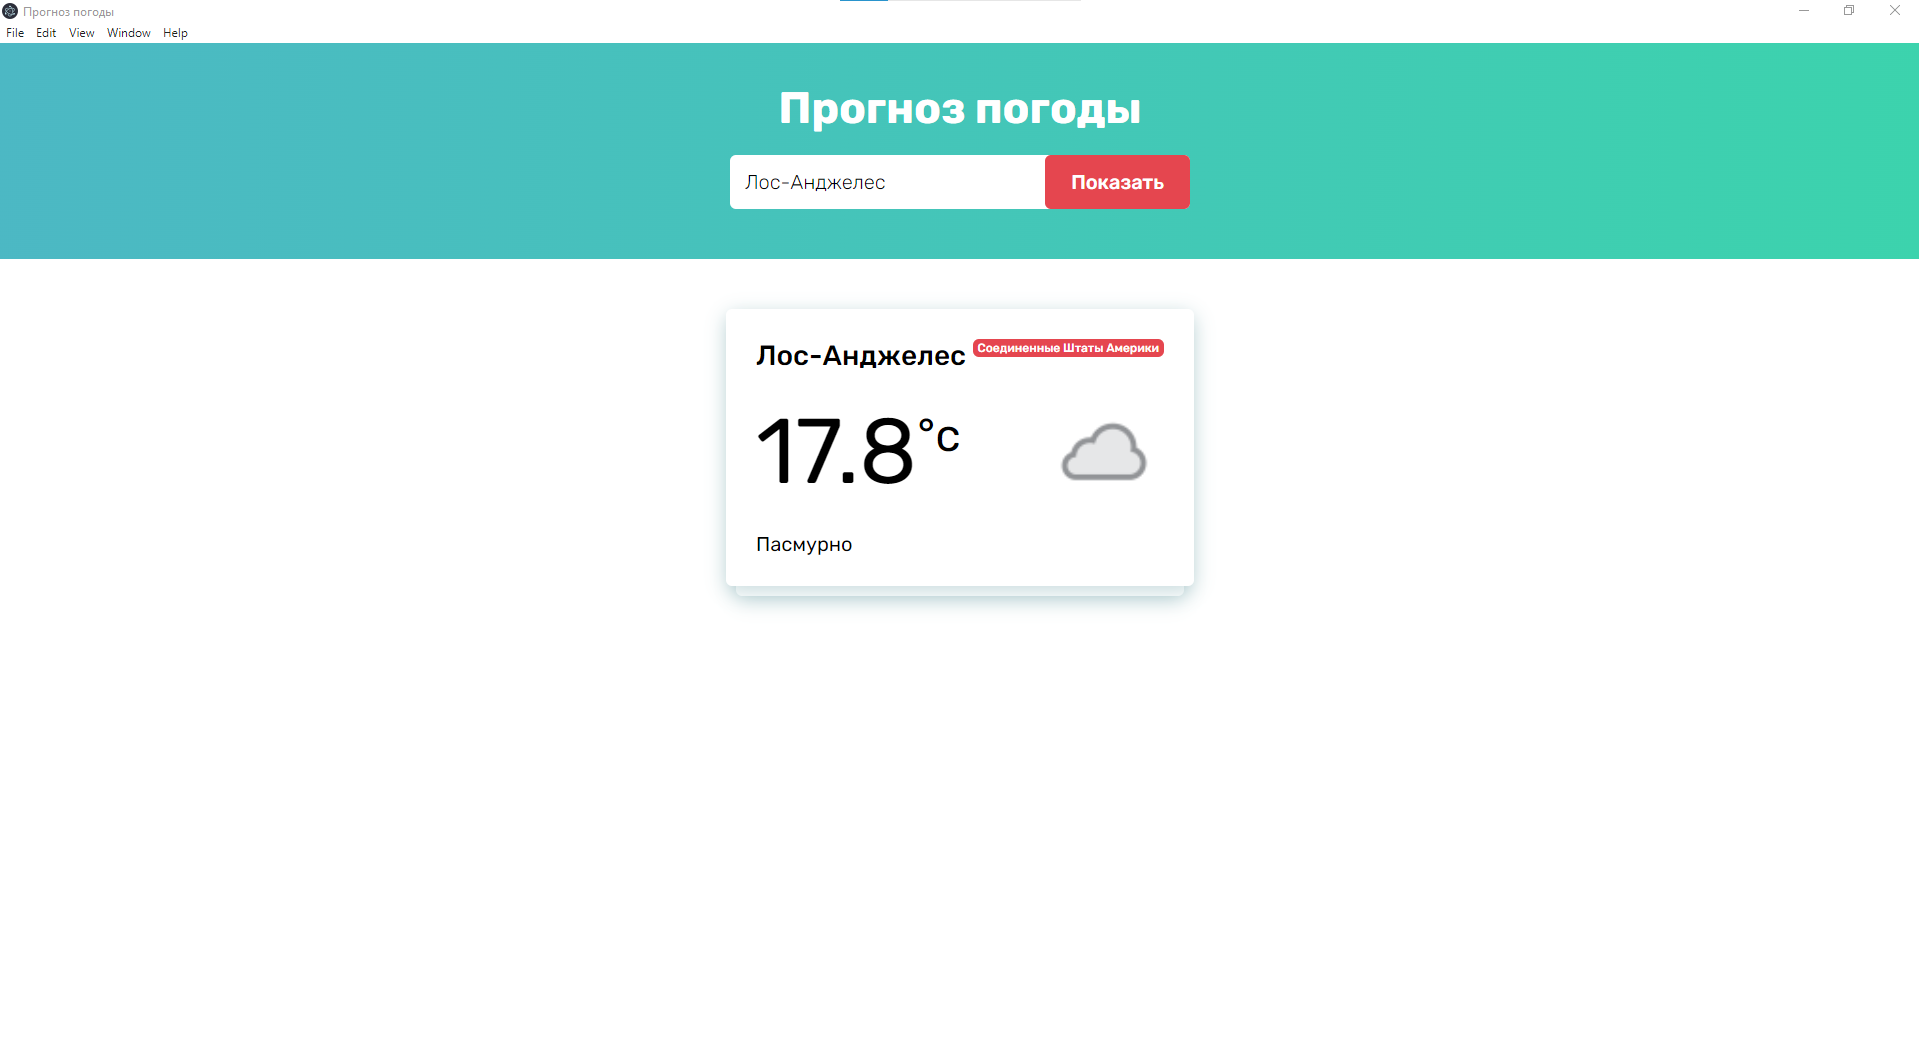 Прогноз погоды
File Edit View Window Help
Прогноз погоды
Лос-Анджелес Показать
Лос-Анджелес Соединенные Штаты Америки
17.8°C
Пасмурно